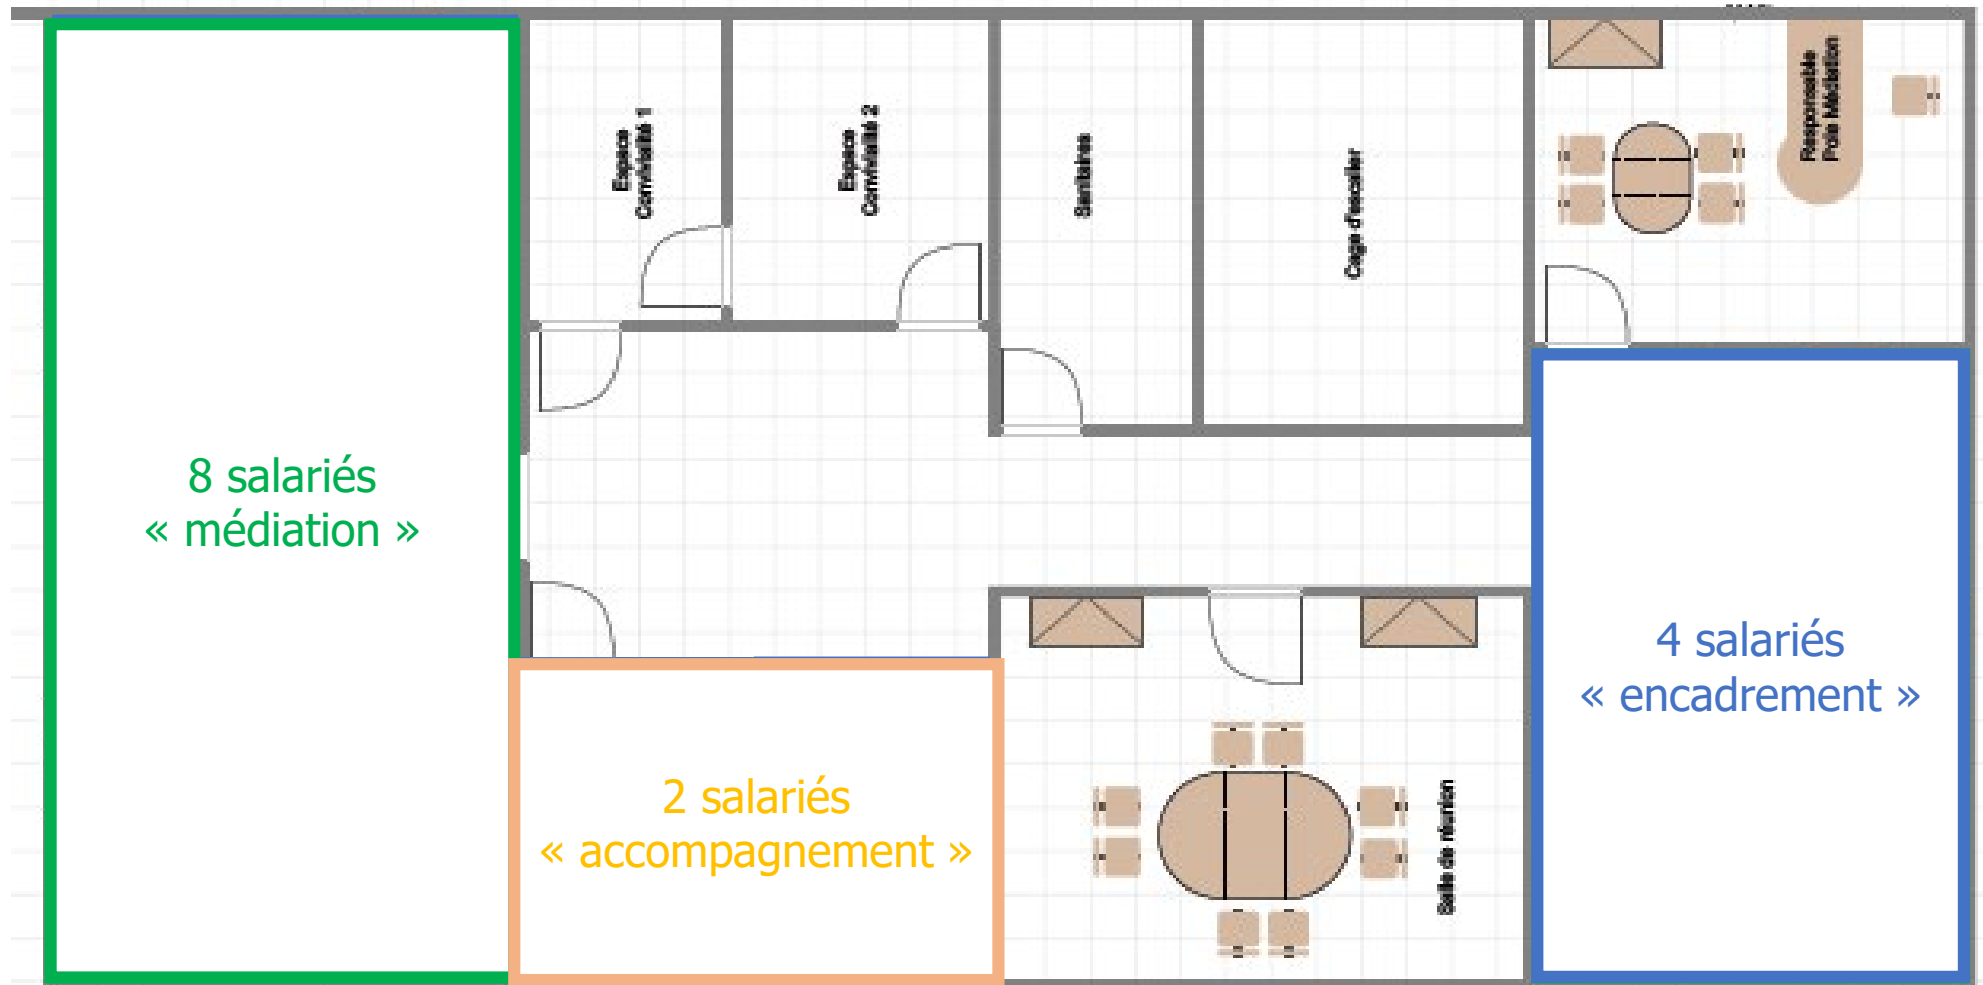 Espace
Convivialité 1
Espace
Convivialité 2
Sanitaires
Cage d'escalier
Responsable
Pole Médiation
8 salariés
« médiation »
2 salariés
« accompagnement »
Salle de réunion
4 salariés
« encadrement »